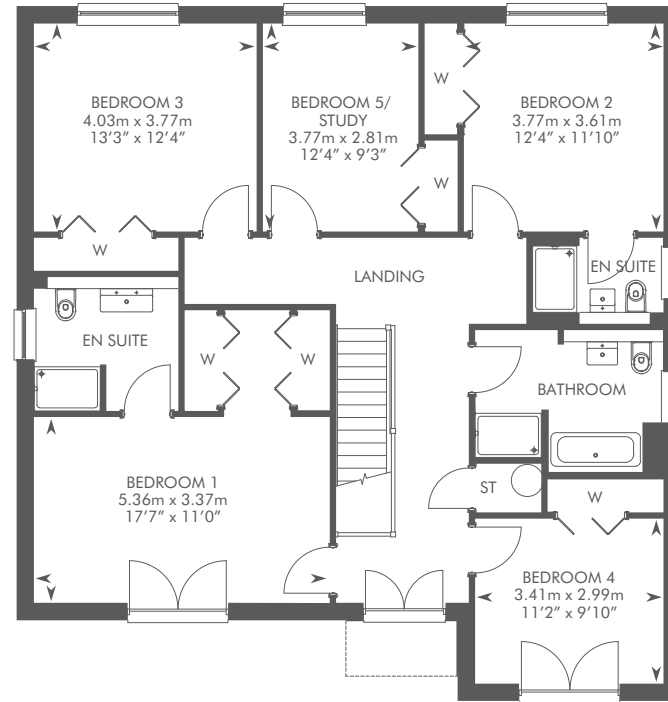 BEDROOM 3
4.03m x 3.77m
13'3" x 12'4"
BEDROOM 5/
STUDY
3.77m x 2.81m
12'4" x 9'3"
W
W
BEDROOM 2
3.77m x 3.61m
12'4" x 11'10"
W
LANDING
EN SUITE
EN SUITE
W
W
BATHROOM
BEDROOM 1
5.36m x 3.37m
17'7" x 11'0"
ST
W
BEDROOM 4
3.41m x 2.99m
11'2" x 9'10"